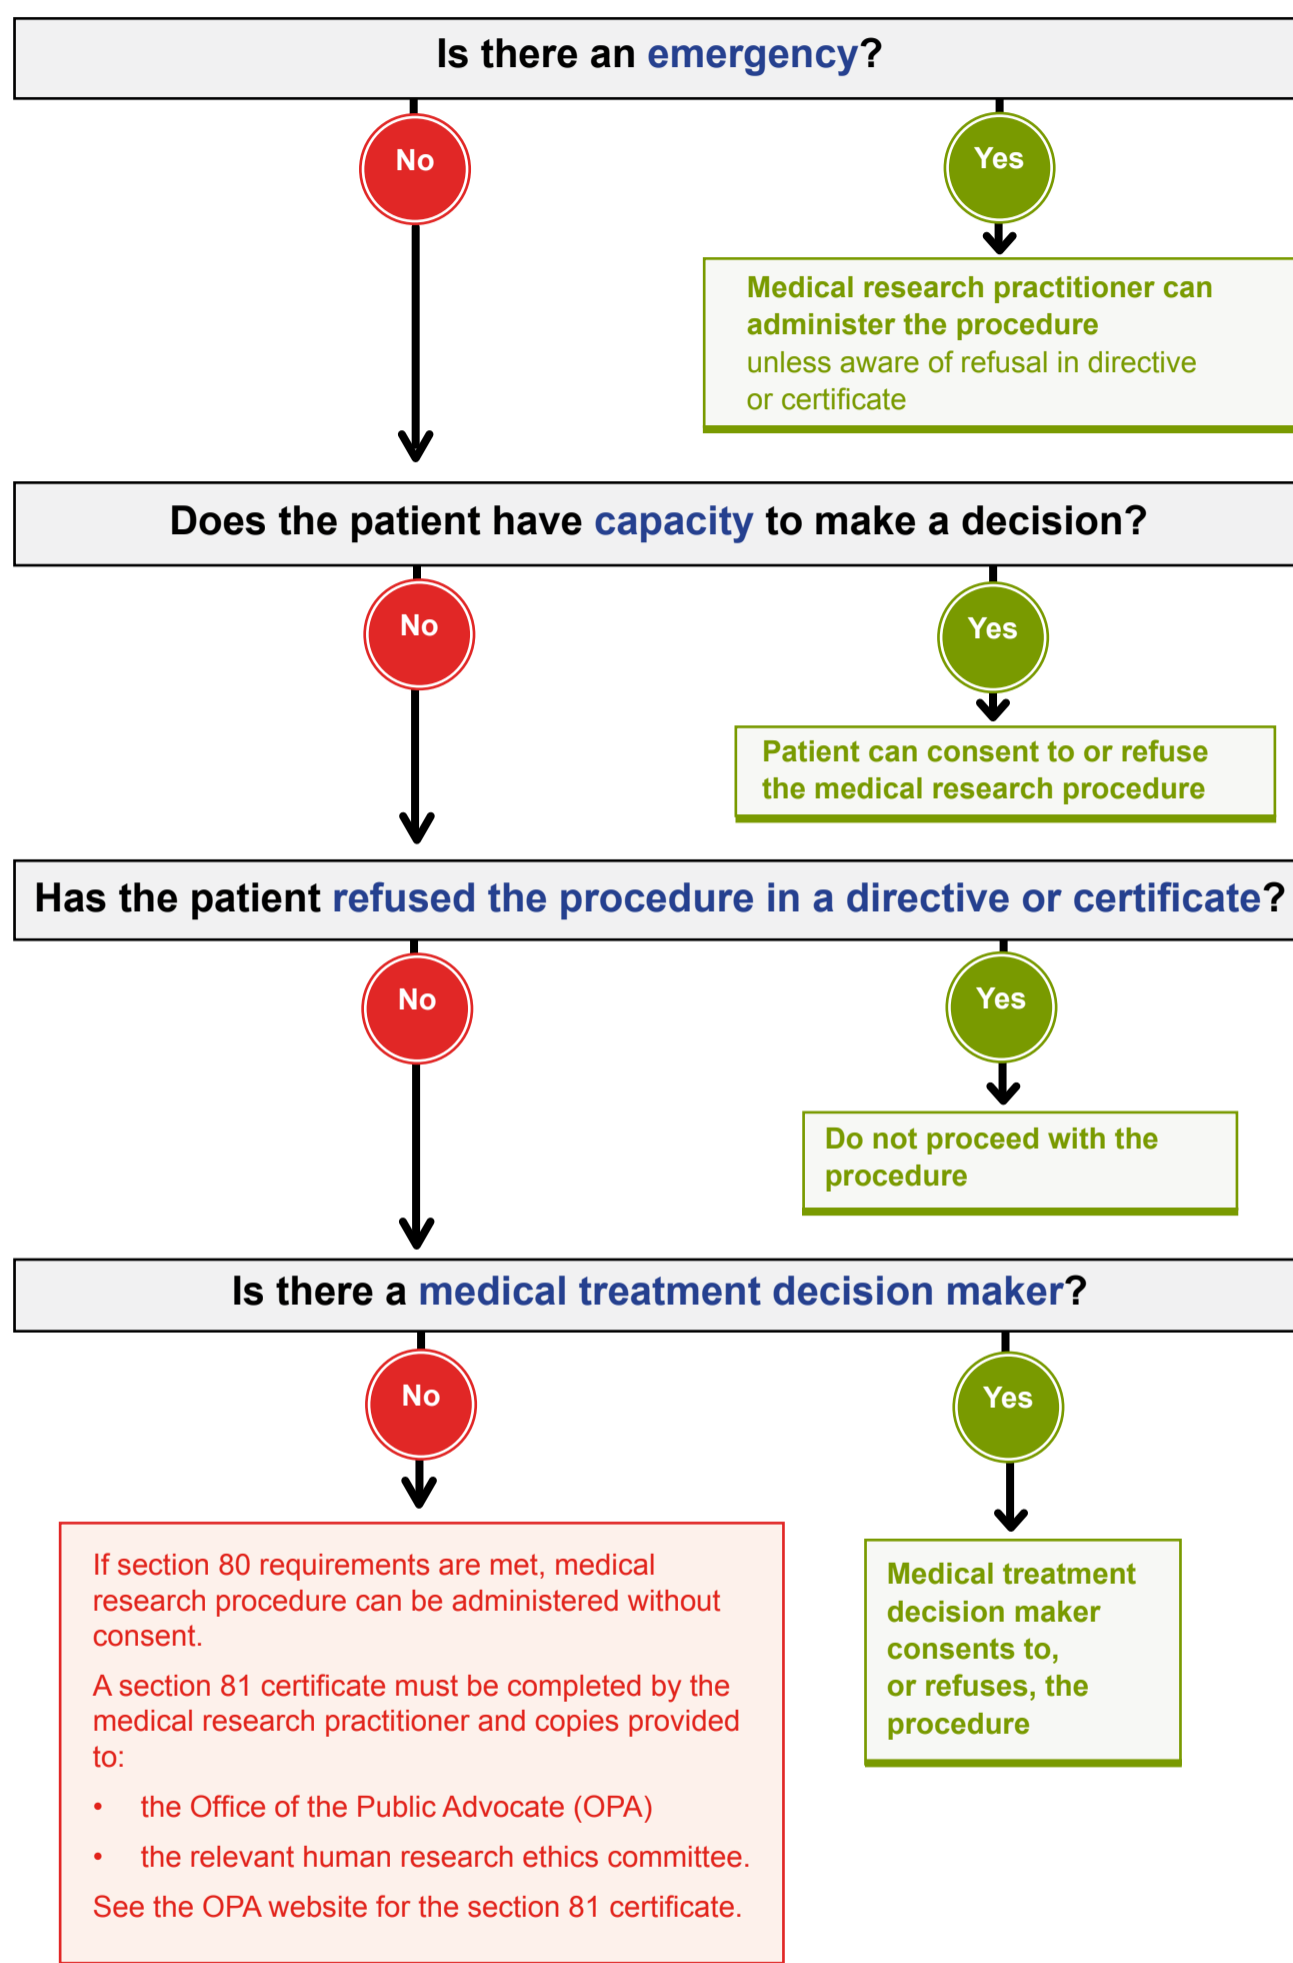 Is there an emergency?
No
Yes
Medical research practitioner can
administer the procedure
unless aware of refusal in directive
or certificate
Does the patient have capacity to make a decision?
No
Yes
Patient can consent to or refuse
the medical research procedure
Has the patient refused the procedure in a directive or certificate?
No
Yes
Do not proceed with the
procedure
Is there a medical treatment decision maker?
No
Yes
If section 80 requirements are met, medical
research procedure can be administered without
consent.
A section 81 certificate must be completed by the
medical research practitioner and copies provided
to:
• the Office of the Public Advocate (OPA)
• the relevant human research ethics committee.
See the OPA website for the section 81 certificate.
Medical treatment
decision maker
consents to,
or refuses, the
procedure